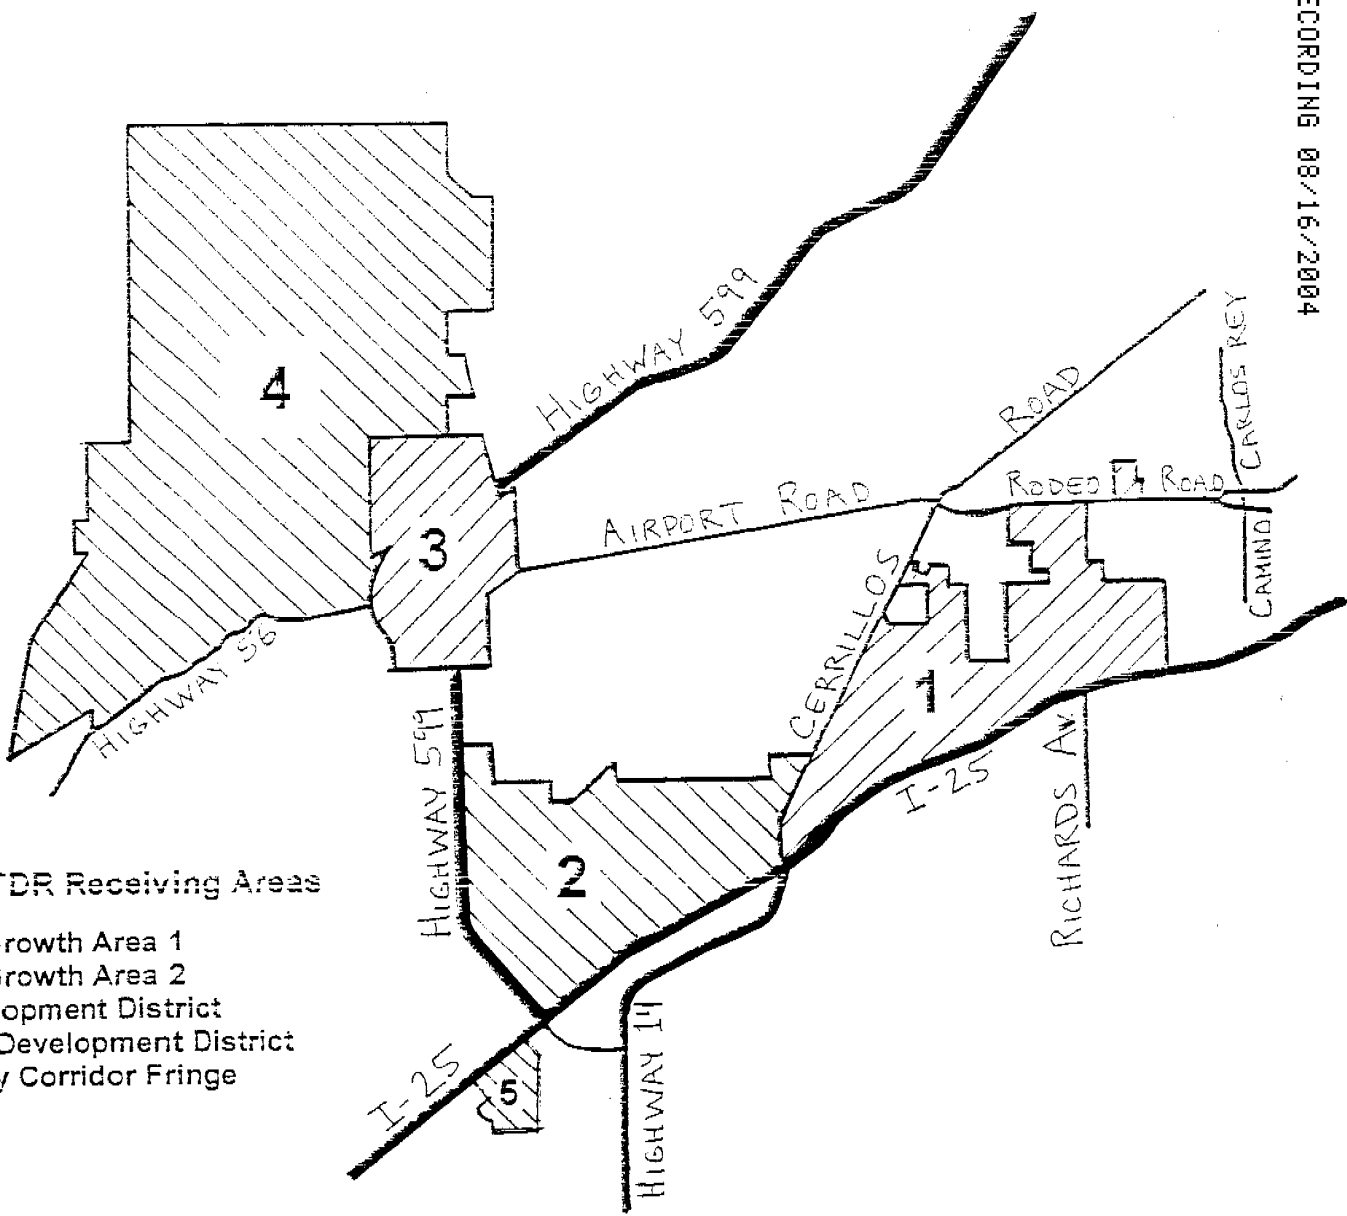 ECORDING 08/16/2004
HIGHWAY 599
4
ROAD
CARLOS REY
CAMINO
RODEO ROAD
AIRPORT ROAD
3
CERRILLOS
HIGHWAY 56
1
HIGHWAY 599
I-25
RICHARDS AV.
2
TDR Receiving Areas
rowth Area 1
Growth Area 2
lopment District
Development District
y Corridor Fringe
I-25
5
HIGHWAY 14